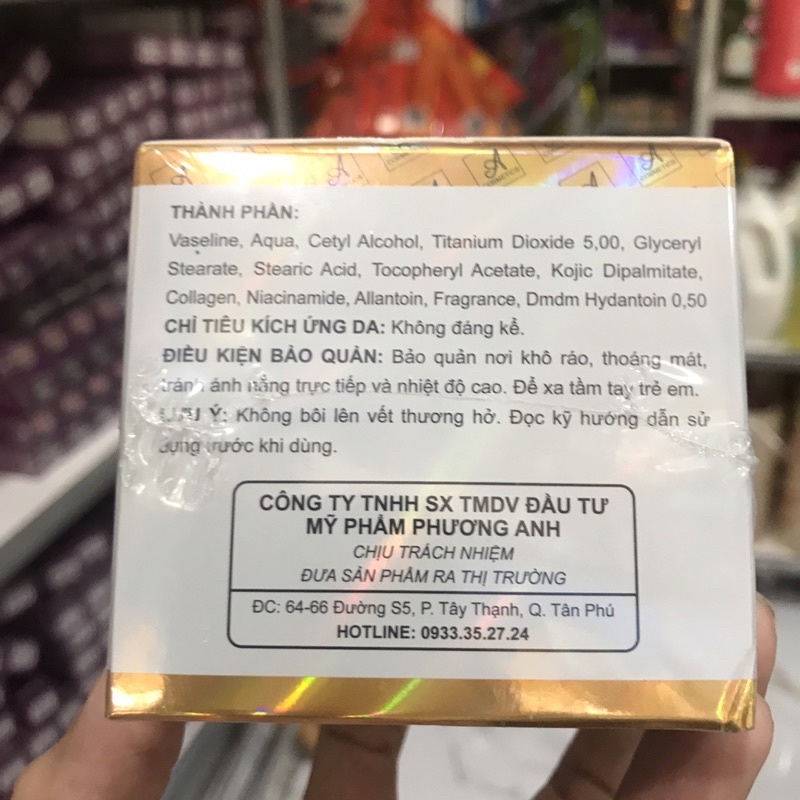 A
COSMETICS
A
COSMETICS
THÀNH PHẦN:
Vaseline, Aqua, Cetyl Alcohol, Titanium Dioxide 5,00, Glyceryl
Stearate, Stearic Acid, Tocopheryl Acetate, Kojic Dipalmitate,
Collagen, Niacinamide, Allantoin, Fragrance, Dmdm Hydantoin 0,50
CHỈ TIÊU KÍCH ỨNG DA: Không đáng kể.
ĐIỀU KIỆN BẢO QUẢN: Bảo quản nơi khô ráo, thoáng mát,
tránh ánh nắng trực tiếp và nhiệt độ cao. Để xa tầm tay trẻ em.
LƯU Ý: Không bôi lên vết thương hở. Đọc kỹ hướng dẫn sử
dụng trước khi dùng.
CÔNG TY TNHH SX TMDV ĐẦU TƯ
MỸ PHẨM PHƯƠNG ANH
CHỊU TRÁCH NHIỆM
ĐƯA SẢN PHẨM RA THỊ TRƯỜNG
ĐC: 64-66 Đường S5, P. Tây Thạnh, Q. Tân Phú
HOTLINE: 0933.35.27.24